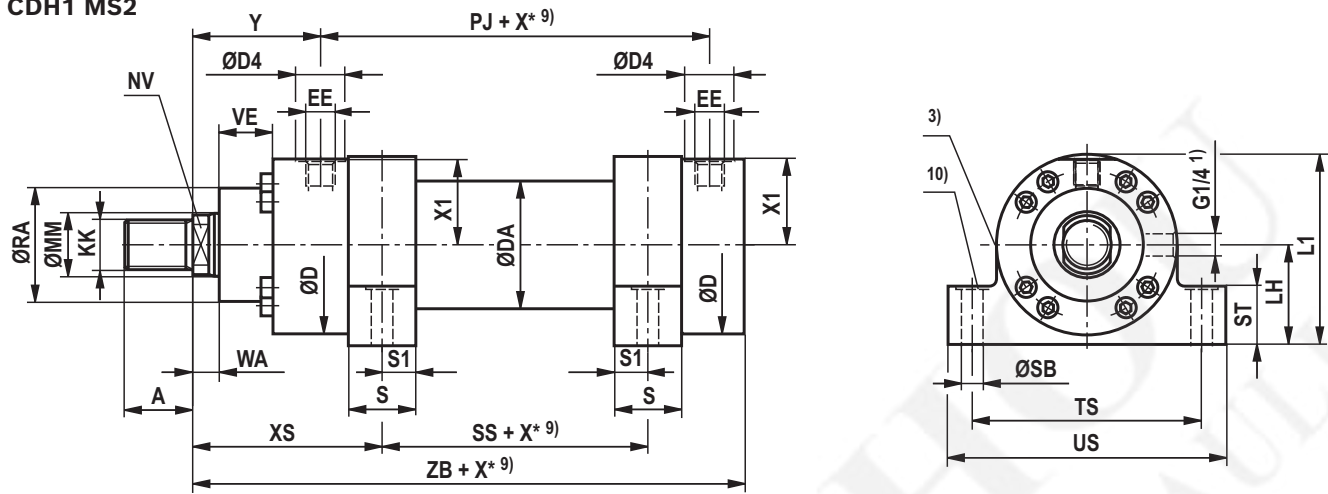 CDH1 MS2
Y
PJ + X* 9)
ØD4
ØD4
NV
EE
EE
VE
3)
10)
G1/4 1)
L1
LH
ST
ØRA
ØMM
KK
X1
ØDA
X1
ØD
ØD
WA
S1
S1
A
S
S
ØSB
XS
SS + X* 9)
TS
ZB + X* 9)
US